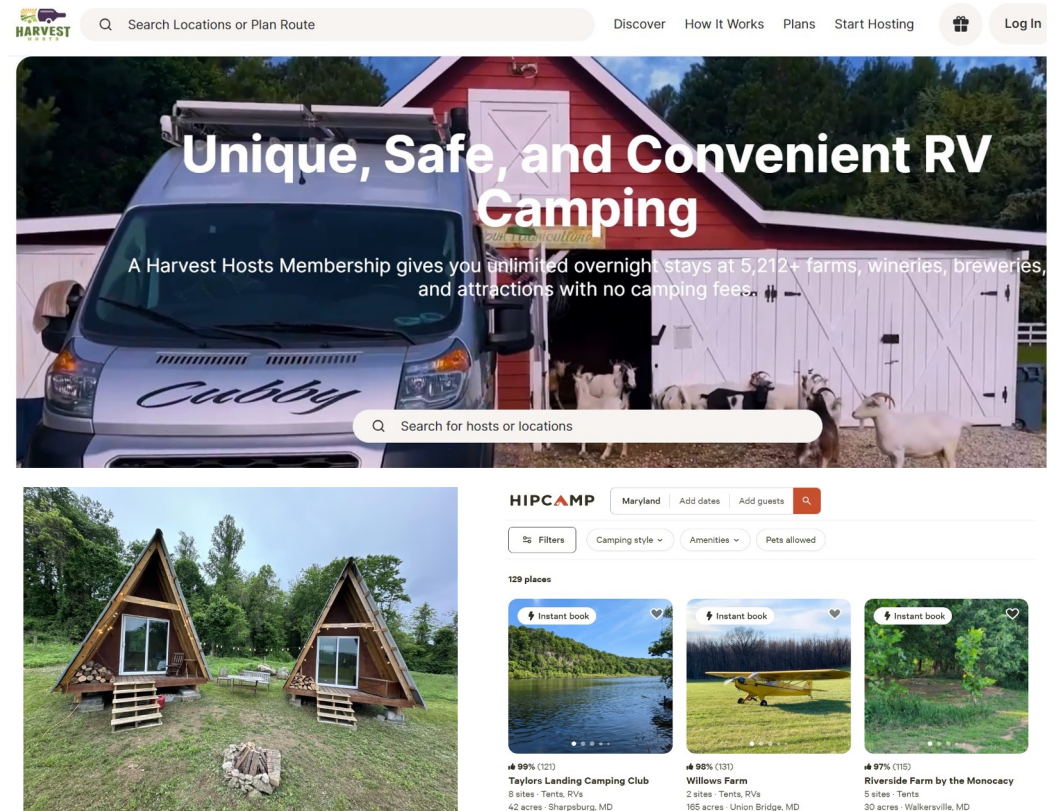 HARVEST
HOSTS
Search Locations or Plan Route
Discover
How It Works
Plans
Start Hosting
Log In
Unique, Safe, and Convenient RV
Camping
A Harvest Hosts Membership gives you unlimited overnight stays at 5,212+ farms, wineries, breweries,
and attractions with no camping fees.
Cubby
Search for hosts or locations
HIPCAMP
Maryland
Add dates
Add guests
Filters
Camping style
Amenities
Pets allowed
129 places
Instant book
Instant book
Instant book
99% (121)
Taylors Landing Camping Club
8 sites · Tents, RVs
42 acres · Sharpsburg, MD
98% (131)
Willows Farm
2 sites · Tents, RVs
165 acres · Union Bridge, MD
97% (115)
Riverside Farm by the Monocacy
5 sites · Tents
30 acres · Walkersville, MD